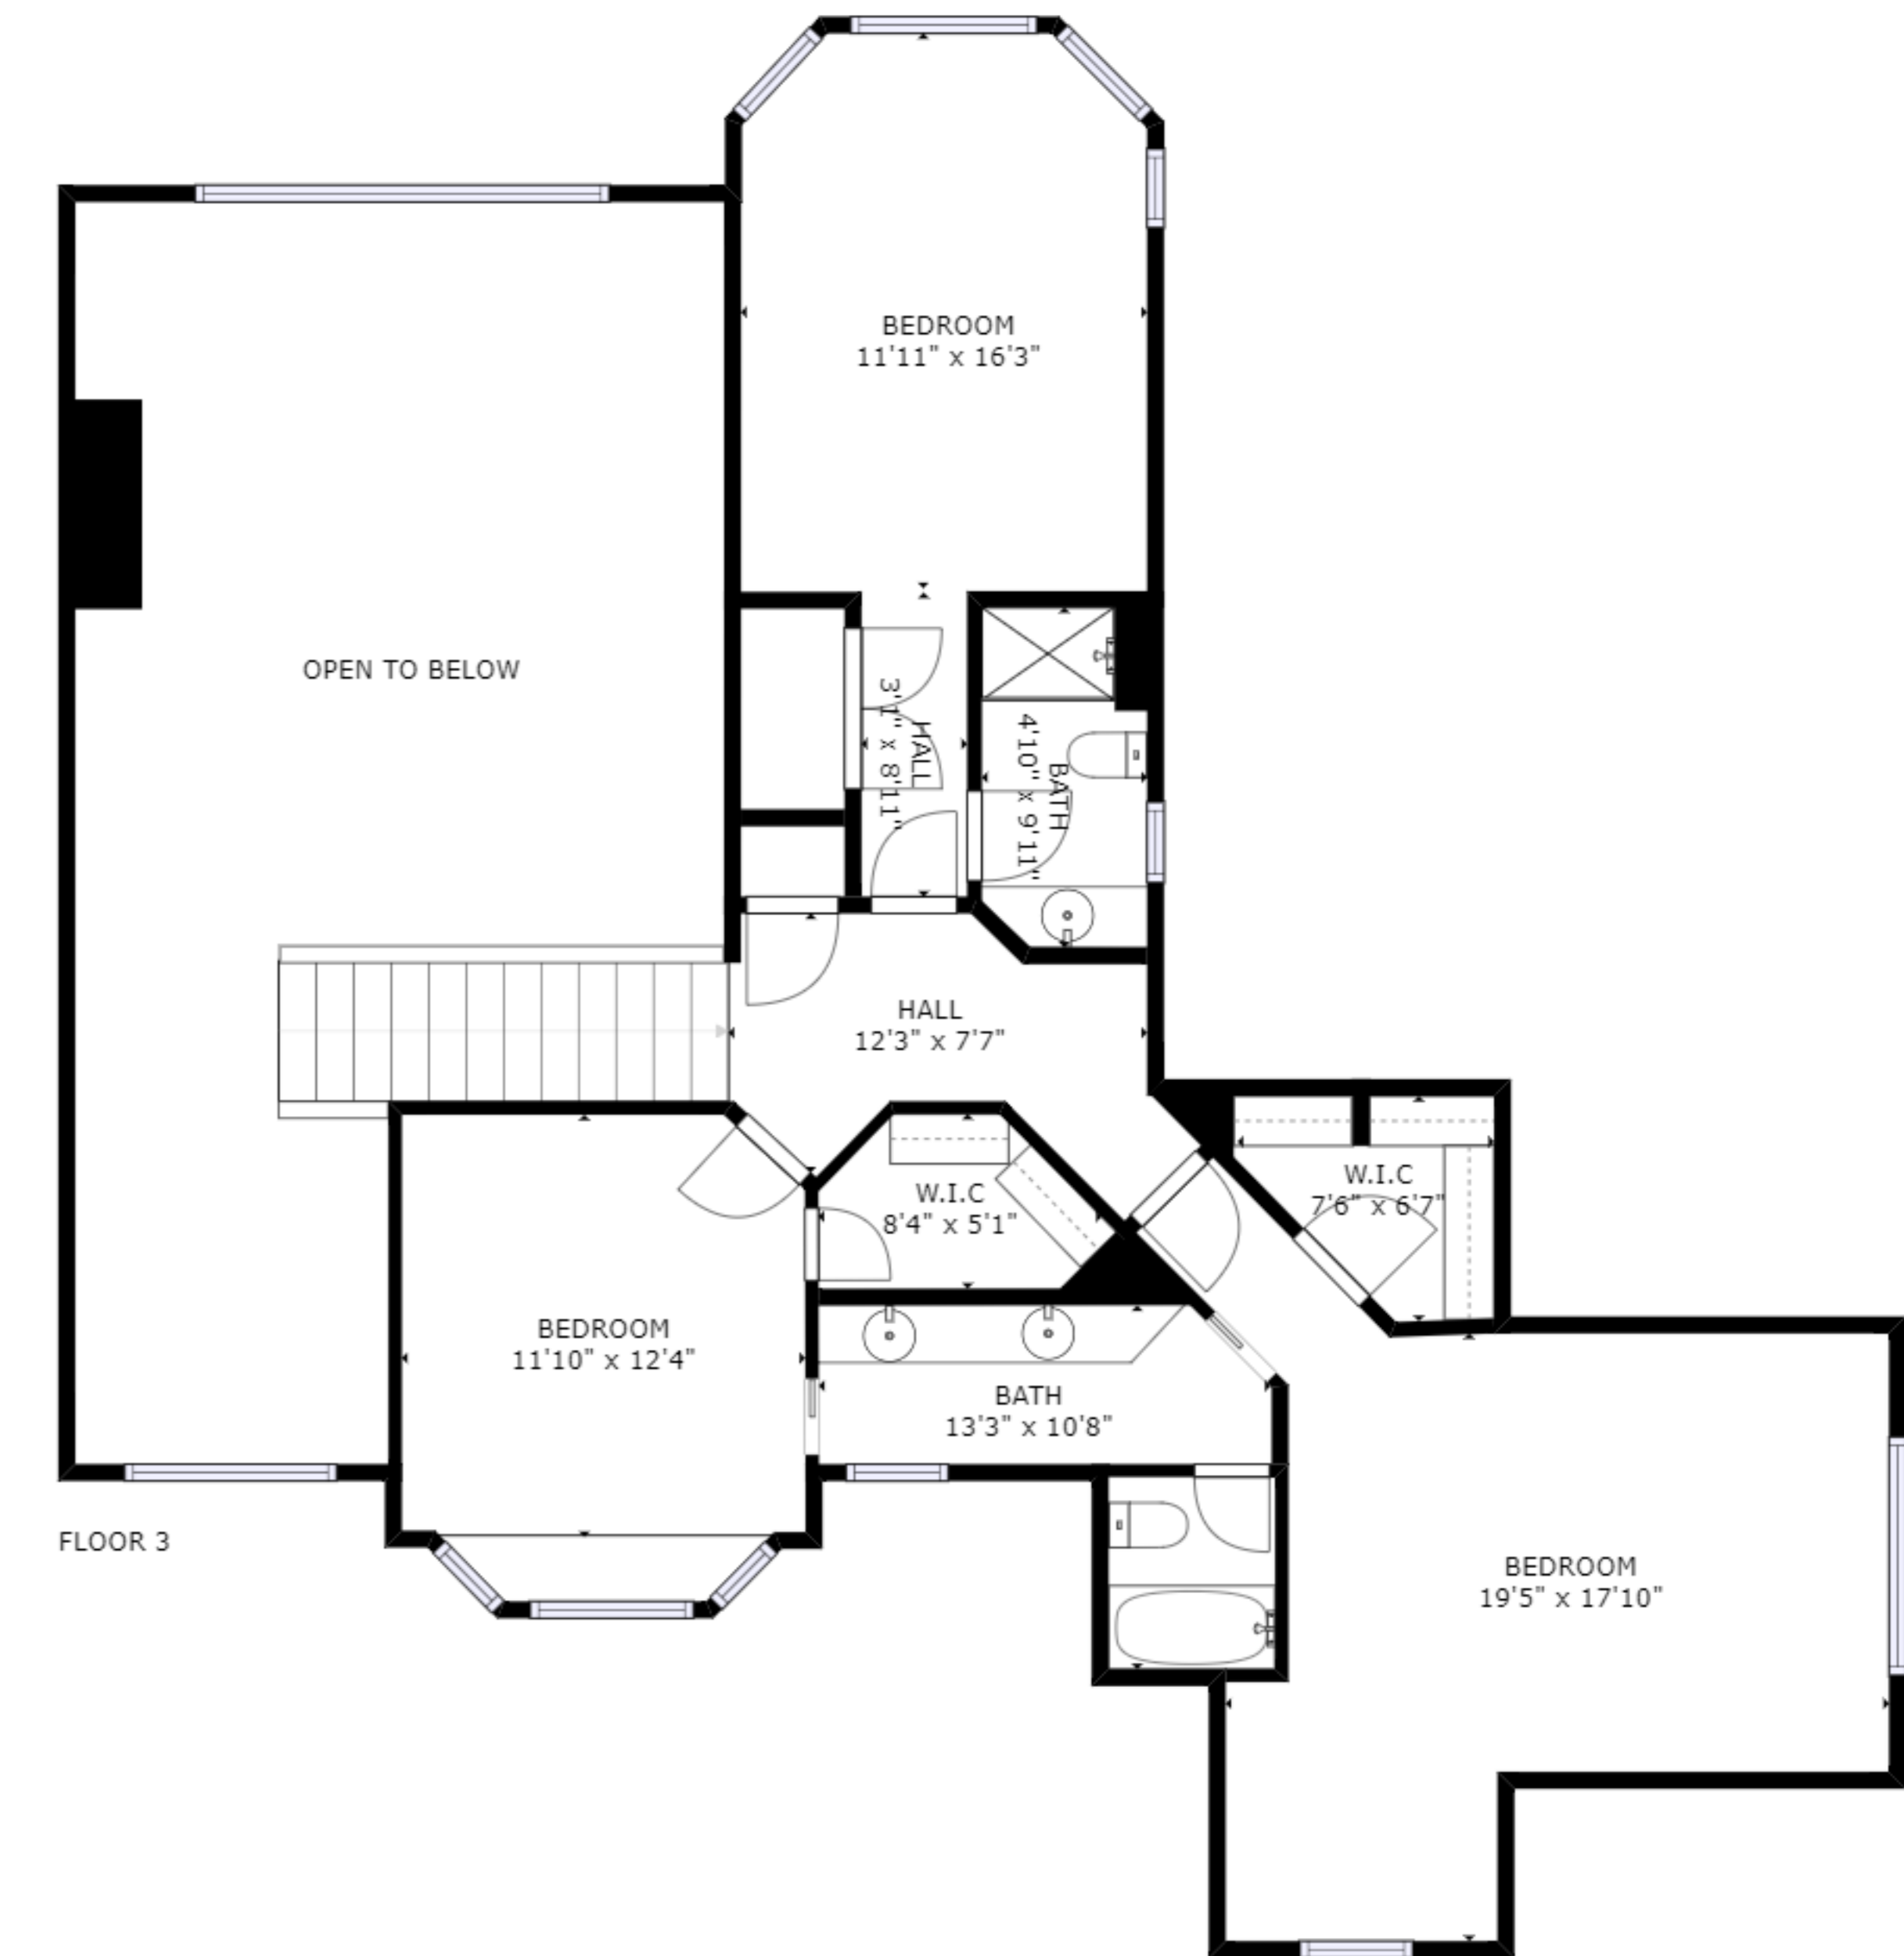 BEDROOM
11'11" x 16'3"
OPEN TO BELOW
HALL
3'1" x 8'11"
BATH
4'10" x 9'11"
HALL
12'3" x 7'7"
W.I.C
7'6" x 6'7"
W.I.C
8'4" x 5'1"
BEDROOM
11'10" x 12'4"
BATH
13'3" x 10'8"
FLOOR 3
BEDROOM
19'5" x 17'10"